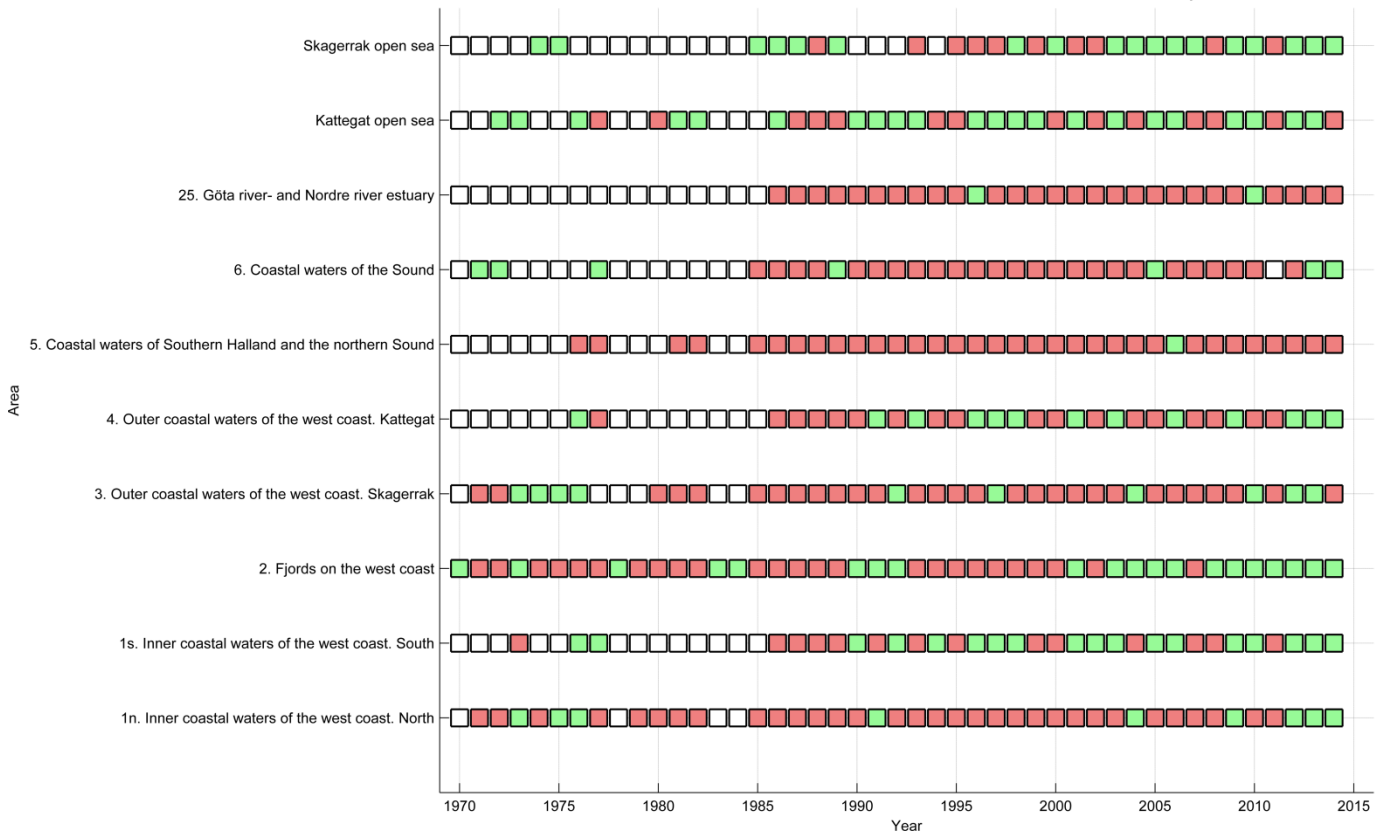 Skagerrak open sea
Kattegat open sea
25. Göta river- and Nordre river estuary
6. Coastal waters of the Sound
5. Coastal waters of Southern Halland and the northern Sound
4. Outer coastal waters of the west coast. Kattegat
3. Outer coastal waters of the west coast. Skagerrak
2. Fjords on the west coast
1s. Inner coastal waters of the west coast. South
1n. Inner coastal waters of the west coast. North
Area
1970 1975 1980 1985 1990 1995 2000 2005 2010 2015
Year